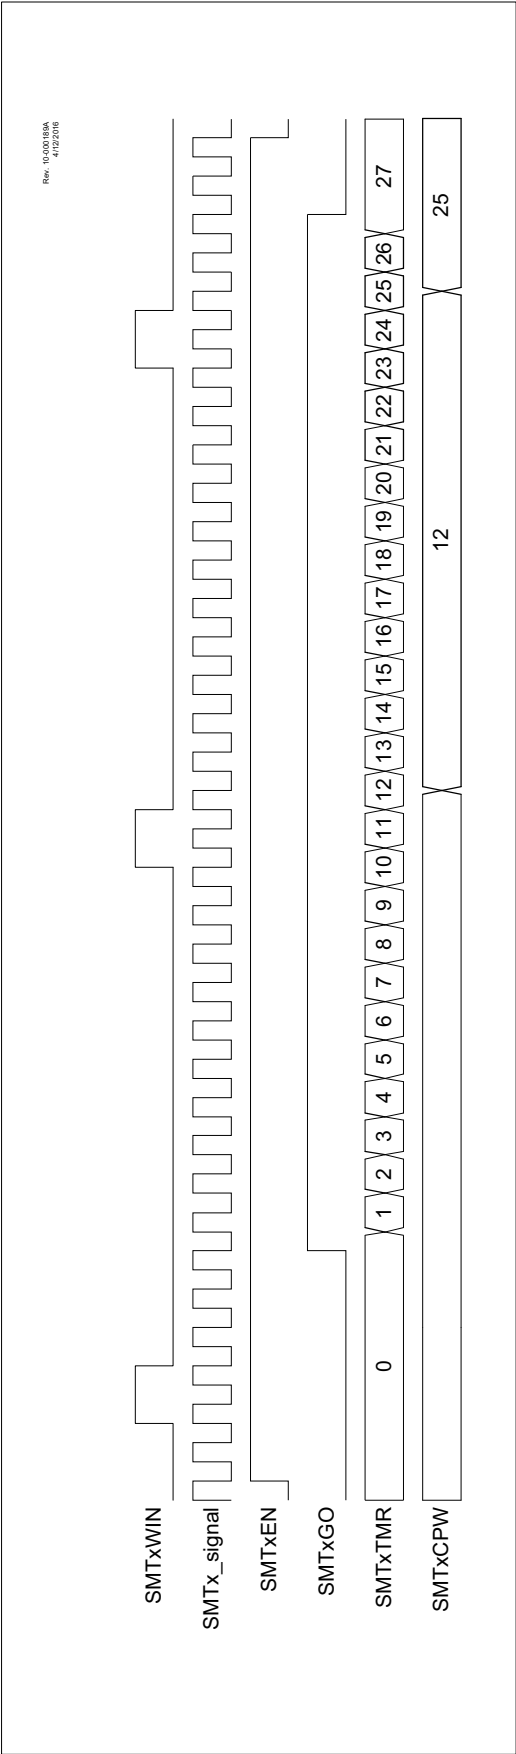 Rev. 10-000189A
4/12/2016
SMTxWIN
SMTx_signal
SMTxEN
SMTxGO
SMTxTMR
0 1 2 3 4 5 6 7 8 9 10 11 12 13 14 15 16 17 18 19 20 21 22 23 24 25 26 27
SMTxCPW
12 25